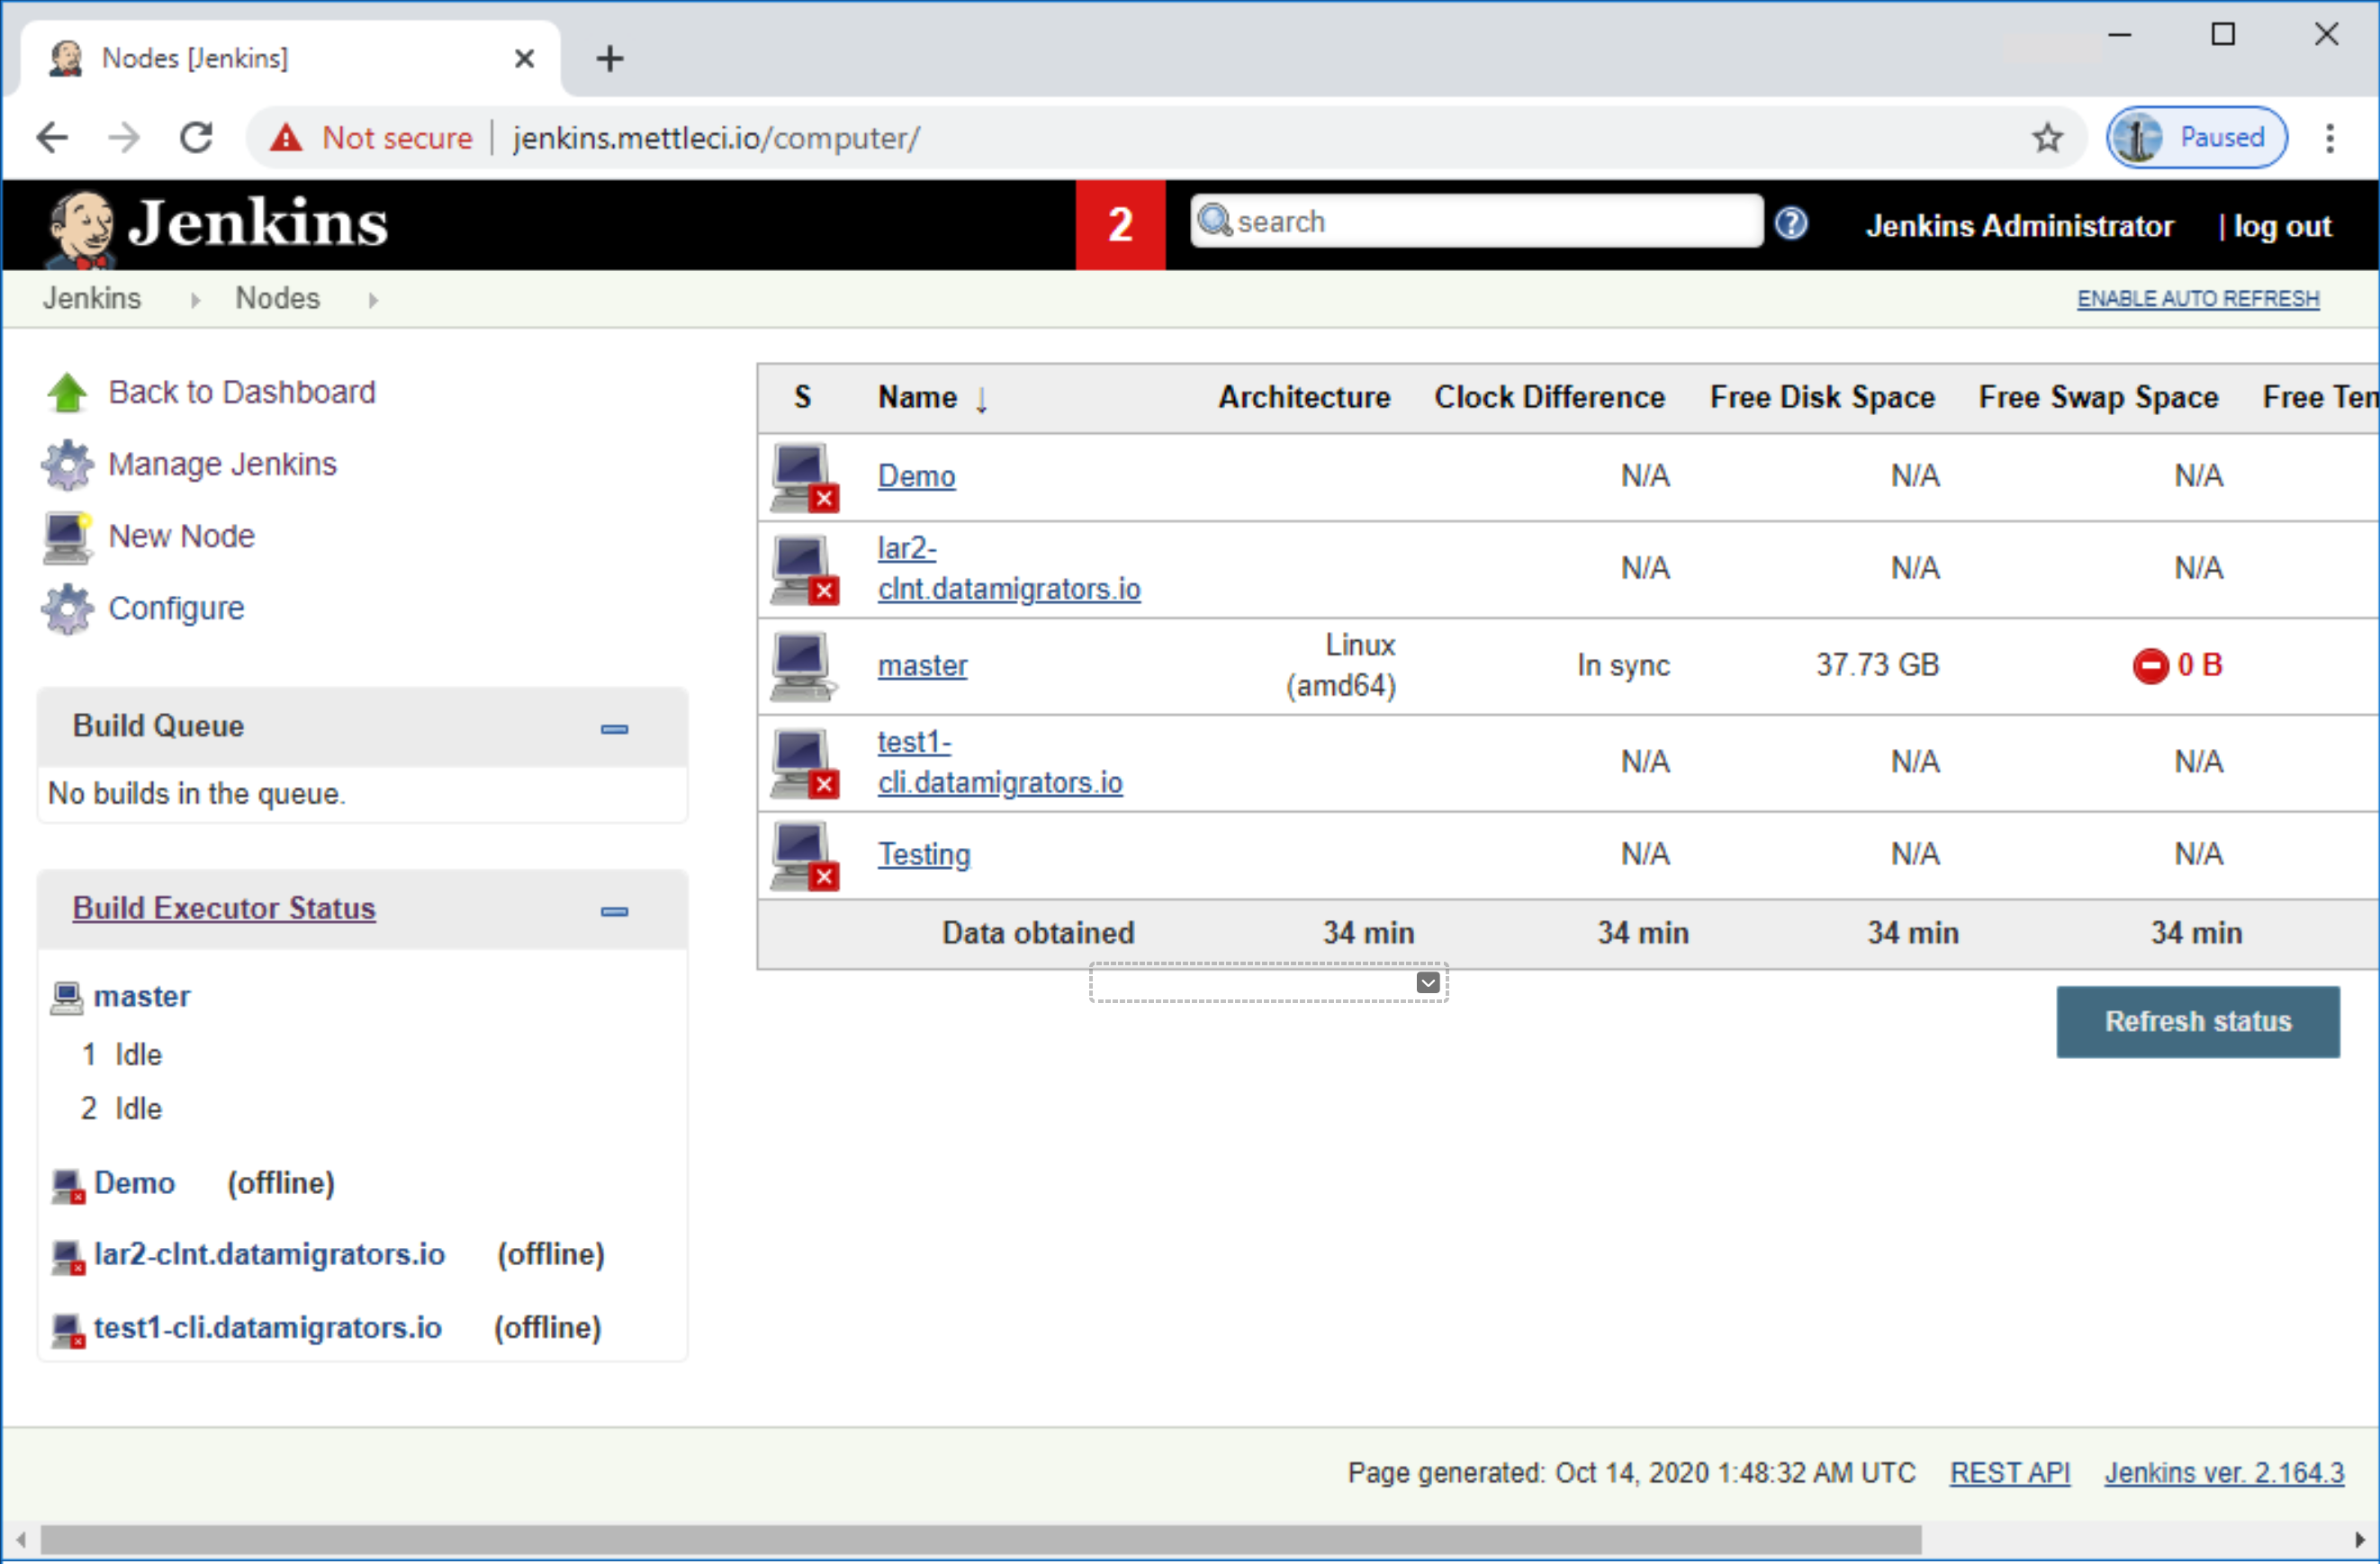 Nodes [Jenkins]
Not secure jenkins.mettleci.io/computer/ Paused
Jenkins 2 search Jenkins Administrator | log out
Jenkins Nodes ENABLE AUTO REFRESH
Back to Dashboard
Manage Jenkins
New Node
Configure
Build Queue
No builds in the queue.
Build Executor Status
master
1 Idle
2 Idle
Demo (offline)
lar2-clnt.datamigrators.io (offline)
test1-cli.datamigrators.io (offline)
S Name ↓ Architecture Clock Difference Free Disk Space Free Swap Space Free Ten
Demo N/A N/A N/A
lar2-
clnt.datamigrators.io N/A N/A N/A
master Linux
(amd64) In sync 37.73 GB 0 B
test1-
cli.datamigrators.io N/A N/A N/A
Testing N/A N/A N/A
Data obtained 34 min 34 min 34 min 34 min
Refresh status
Page generated: Oct 14, 2020 1:48:32 AM UTC REST API Jenkins ver. 2.164.3